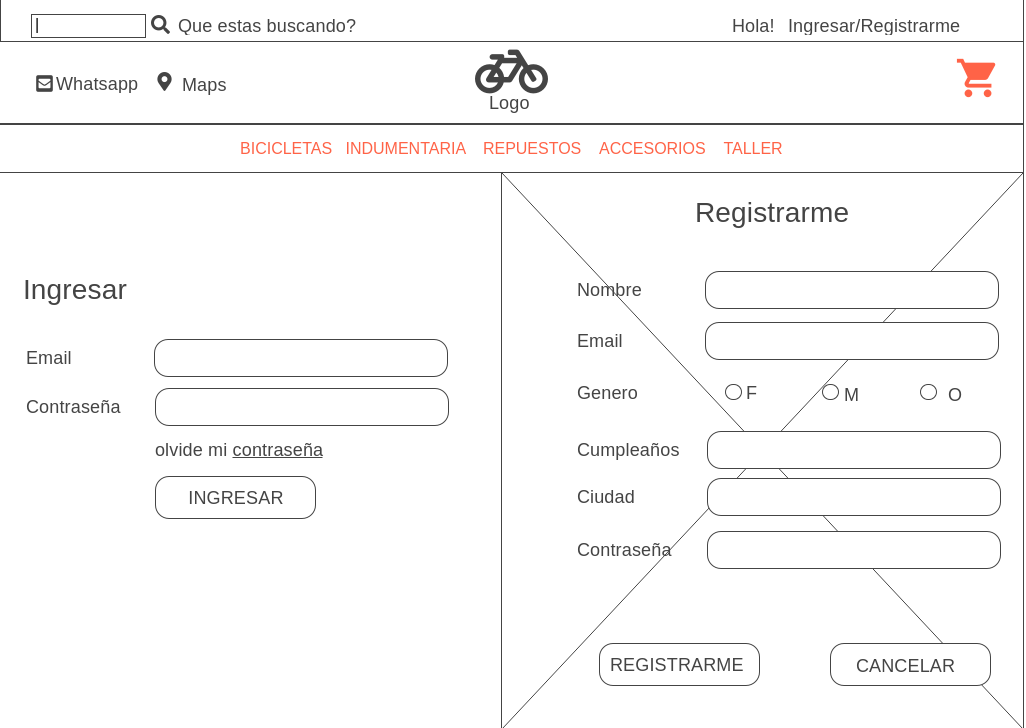 Que estas buscando?
Hola! Ingresar/Registrarme
Whatsapp Maps
Logo
BICICLETAS INDUMENTARIA REPUESTOS ACCESORIOS TALLER
Ingresar
Email
Contraseña
olvide mi contraseña
INGRESAR
Registrarme
Nombre
Email
Genero F M O
Cumpleaños
Ciudad
Contraseña
REGISTRARME CANCELAR